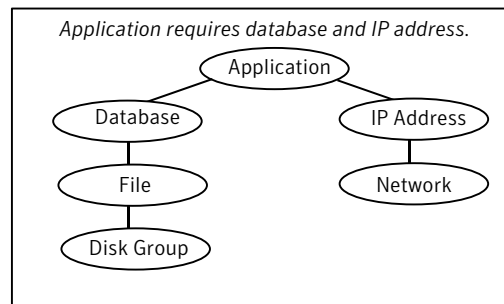 Application requires database and IP address.
Application
Database
IP Address
File
Network
Disk Group